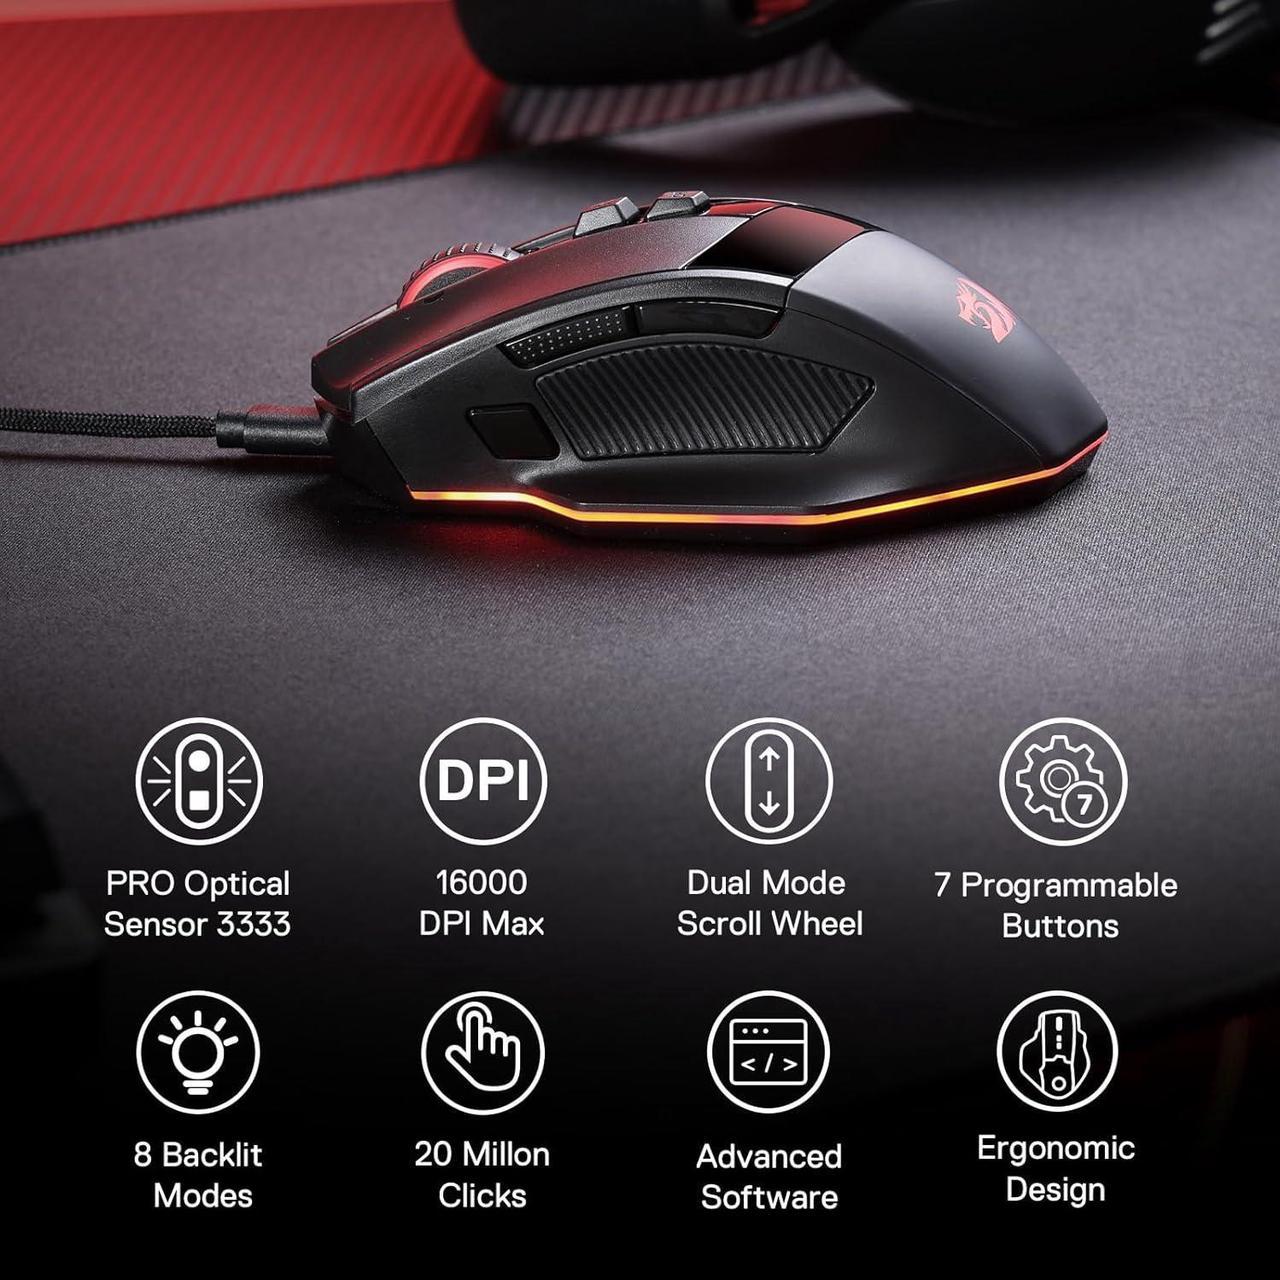 DPI
7
PRO Optical
Sensor 3333
16000
DPI Max
Dual Mode
Scroll Wheel
7 Programmable
Buttons
</>
8 Backlit
Modes
20 Millon
Clicks
Advanced
Software
Ergonomic
Design